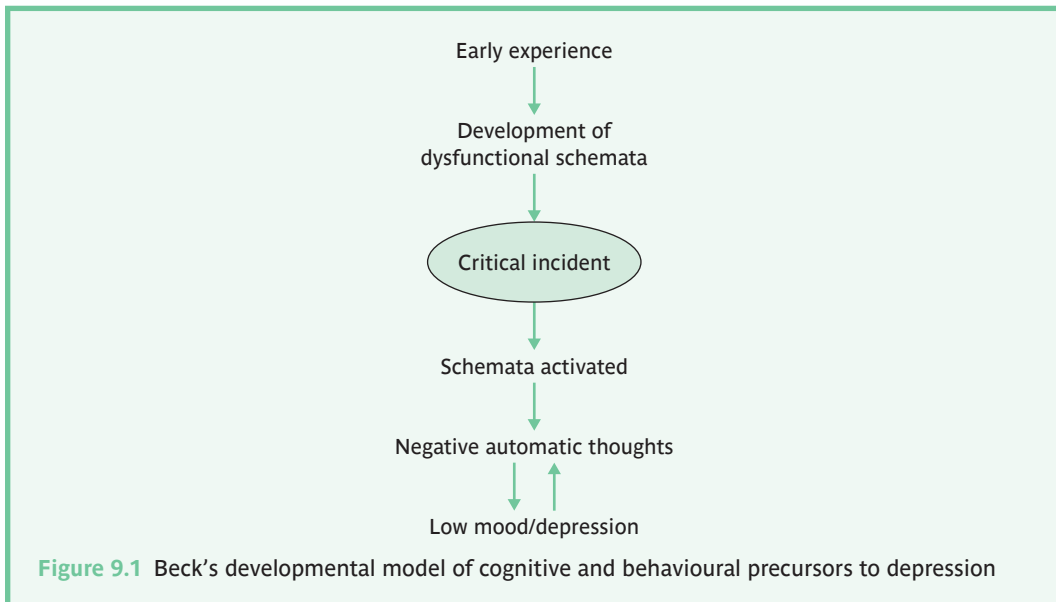 Early experience
Development of
dysfunctional schemata
Critical incident
Schemata activated
Negative automatic thoughts
Low mood/depression
Figure 9.1 Beck’s developmental model of cognitive and behavioural precursors to depression